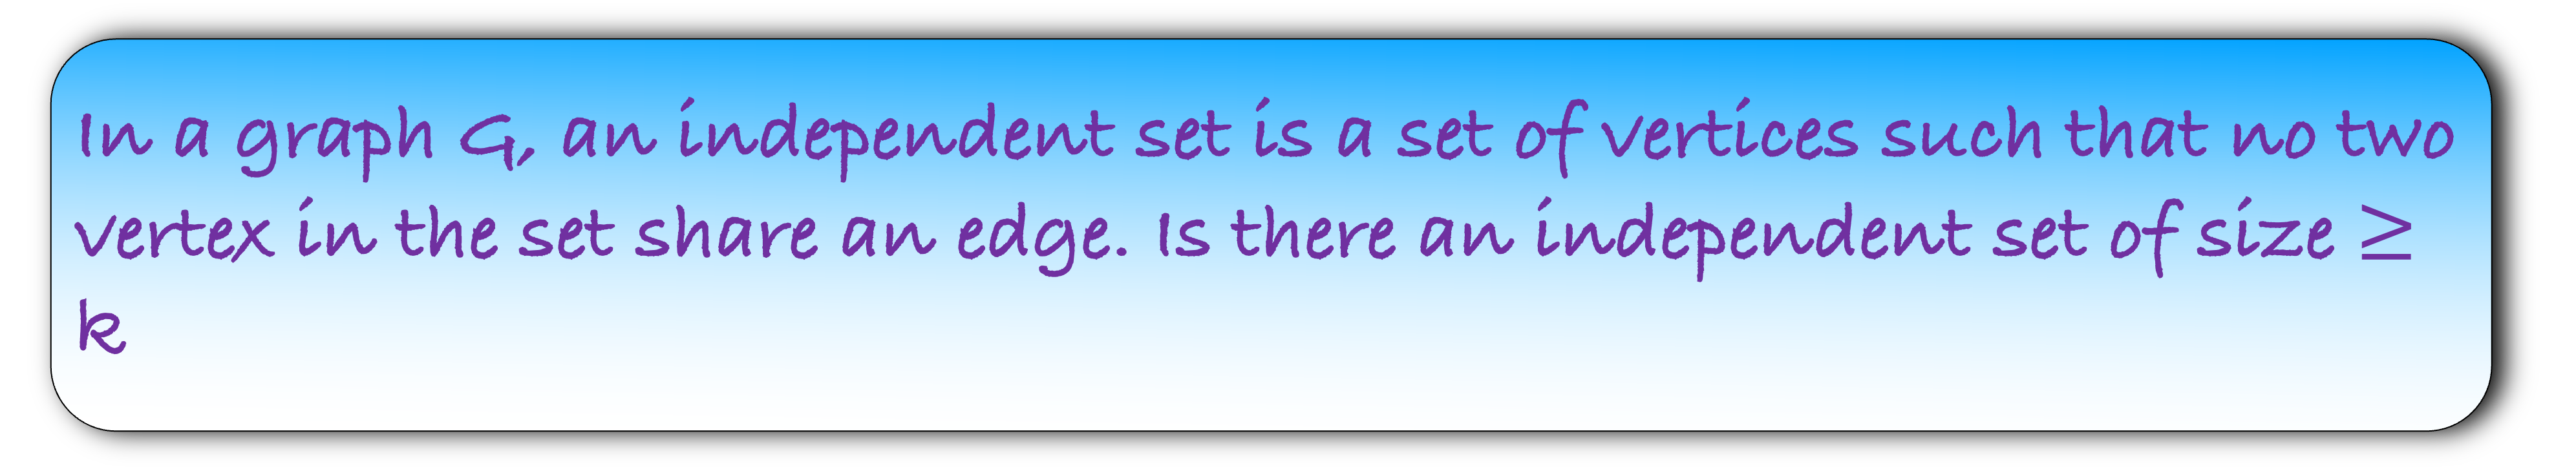 In a graph G, an independent set is a set of vertices such that no two
vertex in the set share an edge. Is there an independent set of size ≥
k